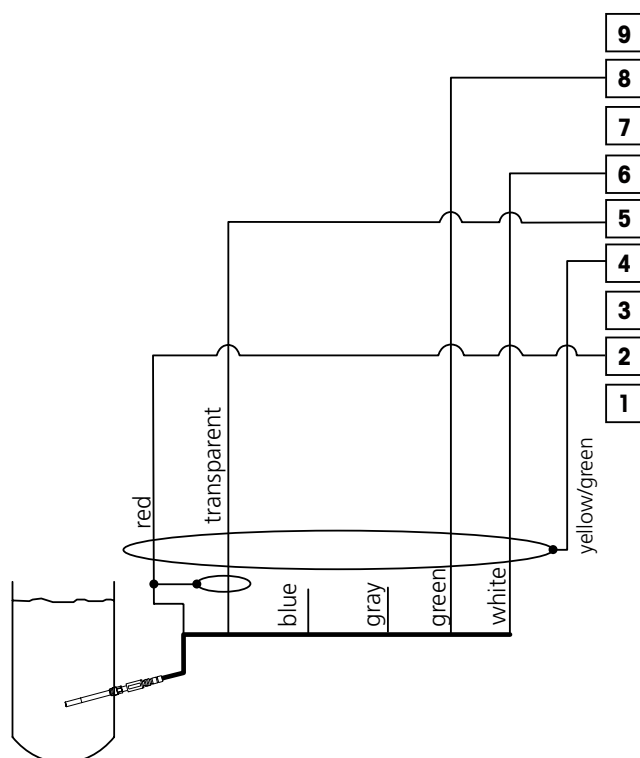 9
8
7
6
5
4
3
2
1
red
transparent
blue
gray
green
white
yellow/green